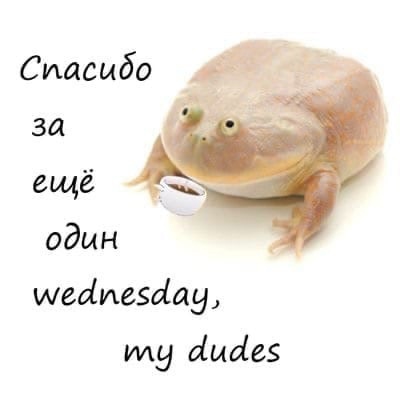 Спасибо
за
ещё
один
wednesday,
my dudes